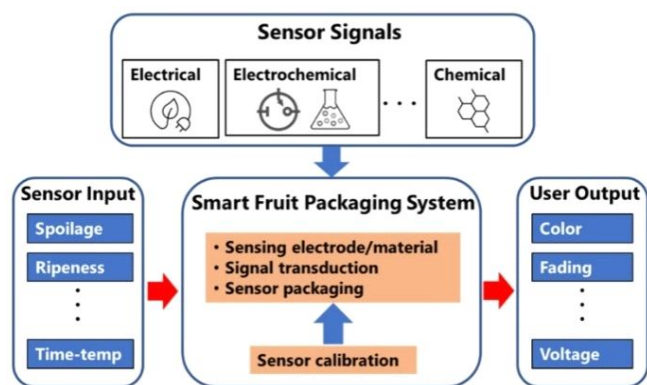 Sensor Signals
Electrical
Electrochemical
. . .
Chemical
Sensor Input
Spoilage
Ripeness
Time-temp
Smart Fruit Packaging System
• Sensing electrode/material
• Signal transduction
• Sensor packaging
Sensor calibration
User Output
Color
Fading
Voltage